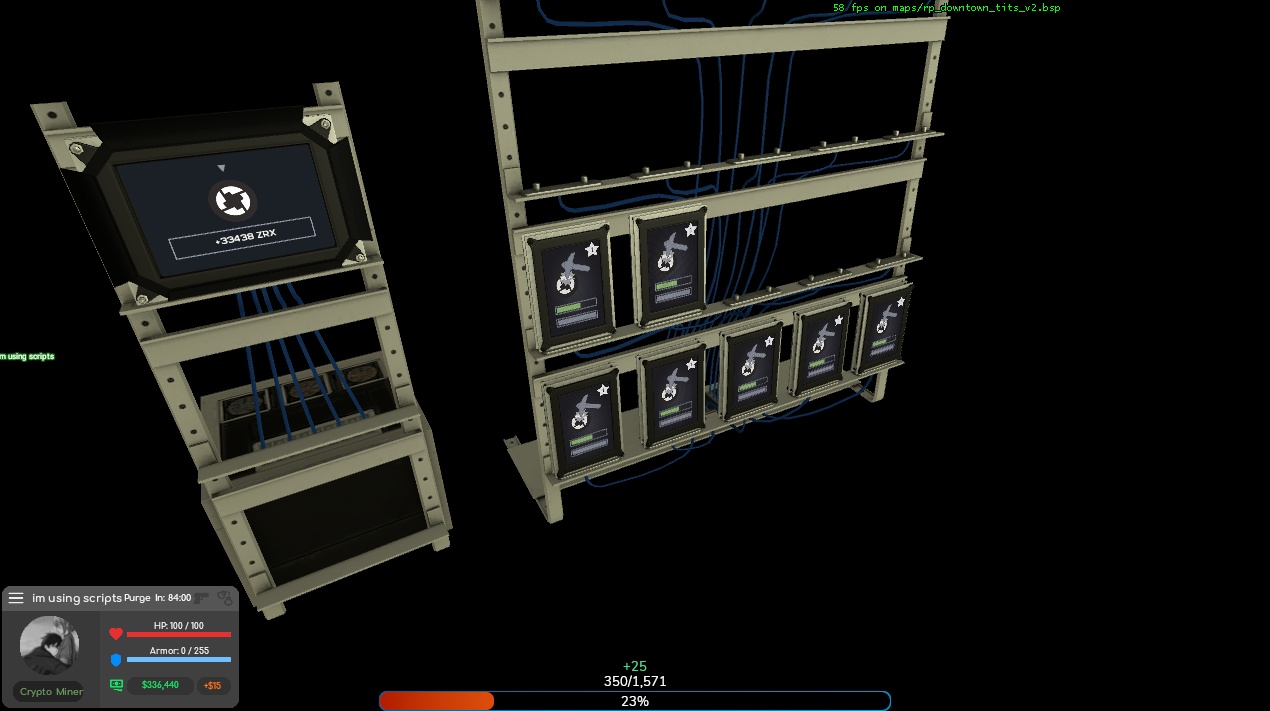 58 fps on maps/rp_downtown_tits_v2.bsp
+33438 ZRX
m using scripts
im using scripts
Purge In: 84:00
HP: 100 / 100
Armor: 0 / 255
Crypto Miner
$336,440
+$15
+25
350/1,571
23%